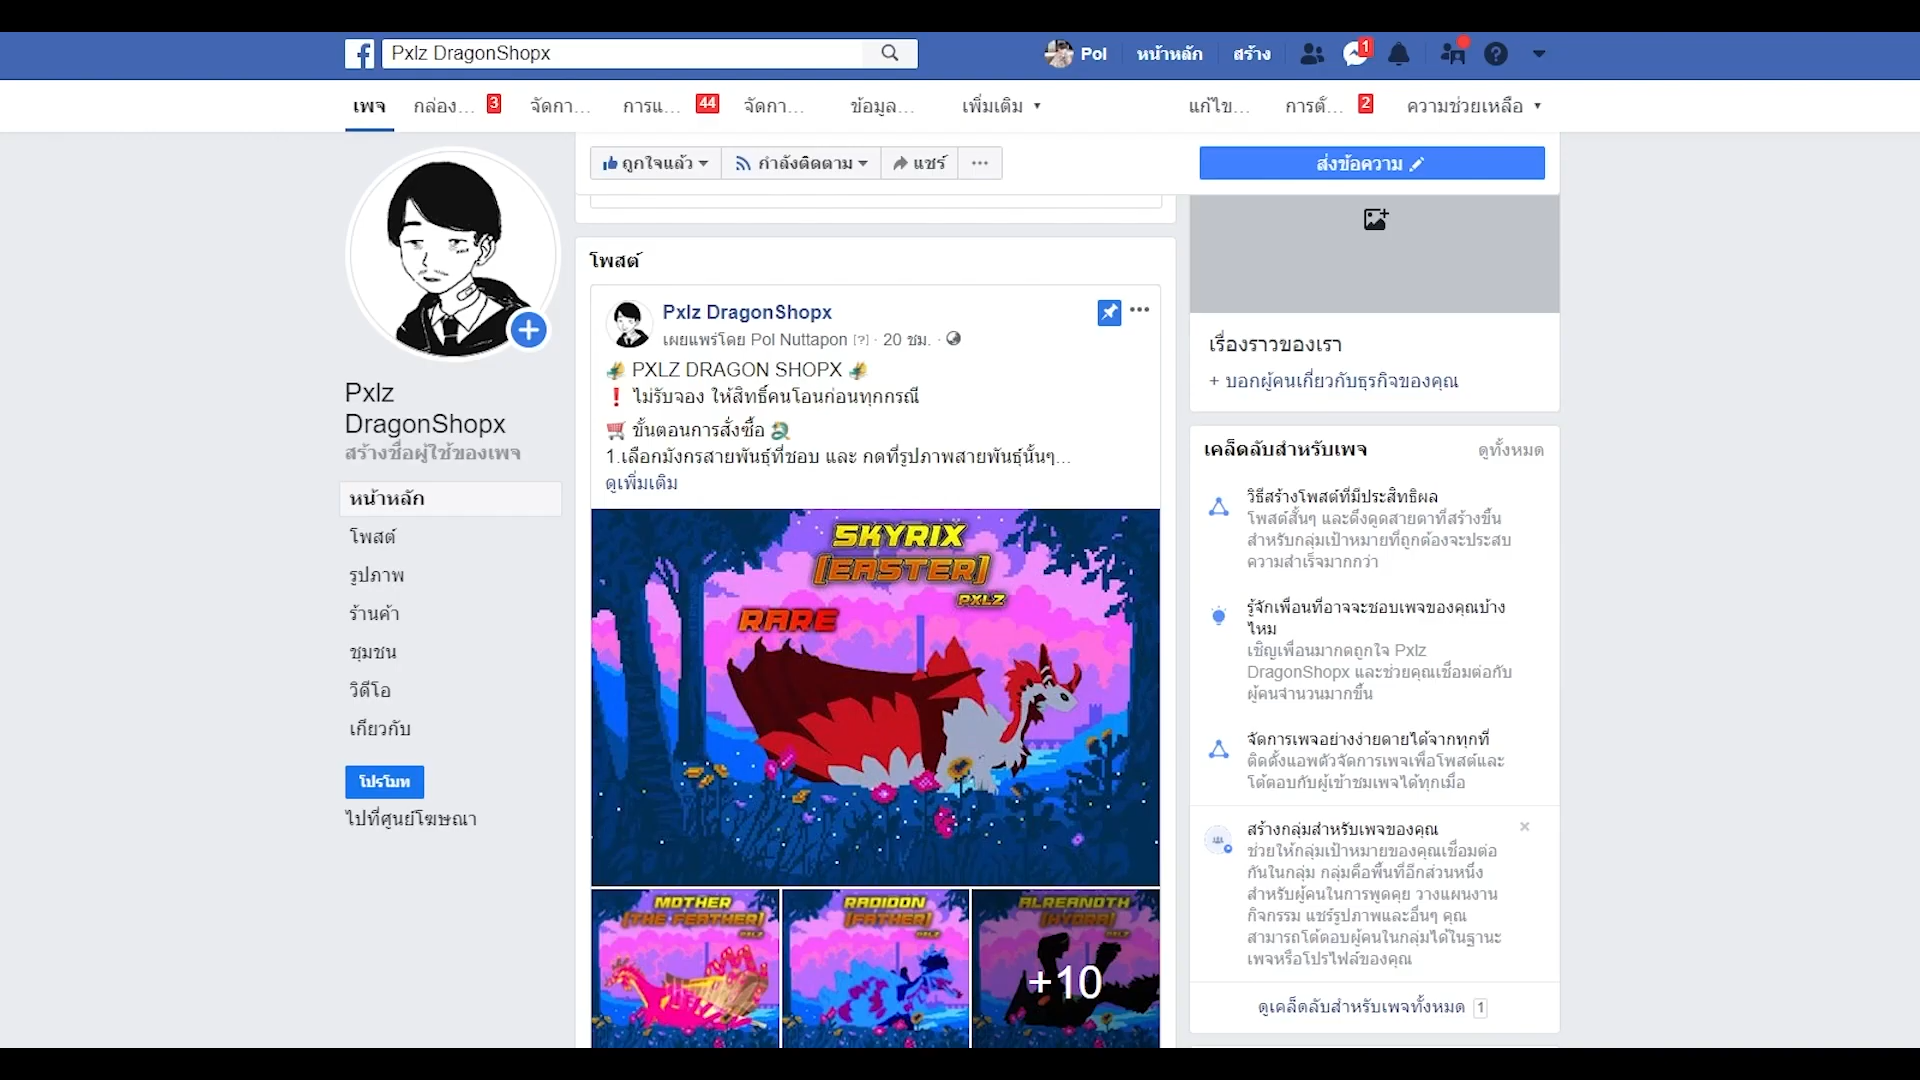 Pxlz DragonShopx
Pol
หน้าหลัก
สร้าง
1
เพจ
กล่อง...
3
จัดกา...
การแ...
44
จัดกา...
ข้อมูล...
เพิ่มเติม
แก้ไข...
การตั้...
2
ความช่วยเหลือ
ถูกใจแล้ว
กำลังติดตาม
แชร์
ส่งข้อความ
Pxlz
DragonShopx
สร้างชื่อผู้ใช้ของเพจ
หน้าหลัก
โพสต์
รูปภาพ
ร้านค้า
ชุมชน
วิดีโอ
เกี่ยวกับ
โปรโมท
ไปที่ศูนย์โฆษณา
โพสต์
Pxlz DragonShopx
เผยแพร่โดย Pol Nuttapon [?] · 20 ชม. ·
PXLZ DRAGON SHOPX
❗ ไม่รับจอง ให้สิทธิ์คนโอนก่อนทุกกรณี
ขั้นตอนการสั่งซื้อ
1.เลือกมังกรสายพันธุ์ที่ชอบ และ กดที่รูปภาพสายพันธุ์นั้นๆ...
ดูเพิ่มเติม
SKYRIX
[EASTER]
PXLZ
RARE
MOTHER
[THE FEATHER]
PXLZ
RADIDON
[FATHER]
PXLZ
ALREANOTH
[HYDRA]
PXLZ
+10
เรื่องราวของเรา
+ บอกผู้คนเกี่ยวกับธุรกิจของคุณ
เคล็ดลับสำหรับเพจ
ดูทั้งหมด
วิธีสร้างโพสต์ที่มีประสิทธิผล
โพสต์สั้นๆ และดึงดูดสายตาที่สร้างขึ้น
สำหรับกลุ่มเป้าหมายที่ถูกต้องจะประสบ
ความสำเร็จมากกว่า
รู้จักเพื่อนที่อาจจะชอบเพจของคุณบ้าง
ไหม
เชิญเพื่อนมากดถูกใจ Pxlz
DragonShopx และช่วยคุณเชื่อมต่อกับ
ผู้คนจำนวนมากขึ้น
จัดการเพจอย่างง่ายดายได้จากทุกที่
ติดตั้งแอพตัวจัดการเพจเพื่อโพสต์และ
โต้ตอบกับผู้เข้าชมเพจได้ทุกเมื่อ
สร้างกลุ่มสำหรับเพจของคุณ
ช่วยให้กลุ่มเป้าหมายของคุณเชื่อมต่อ
กันในกลุ่ม กลุ่มคือพื้นที่อีกส่วนหนึ่ง
สำหรับผู้คนในการพูดคุย วางแผนงาน
กิจกรรม แชร์รูปภาพและอื่นๆ คุณ
สามารถโต้ตอบผู้คนในกลุ่มได้ในฐานะ
เพจหรือโปรไฟล์ของคุณ
ดูเคล็ดลับสำหรับเพจทั้งหมด 1